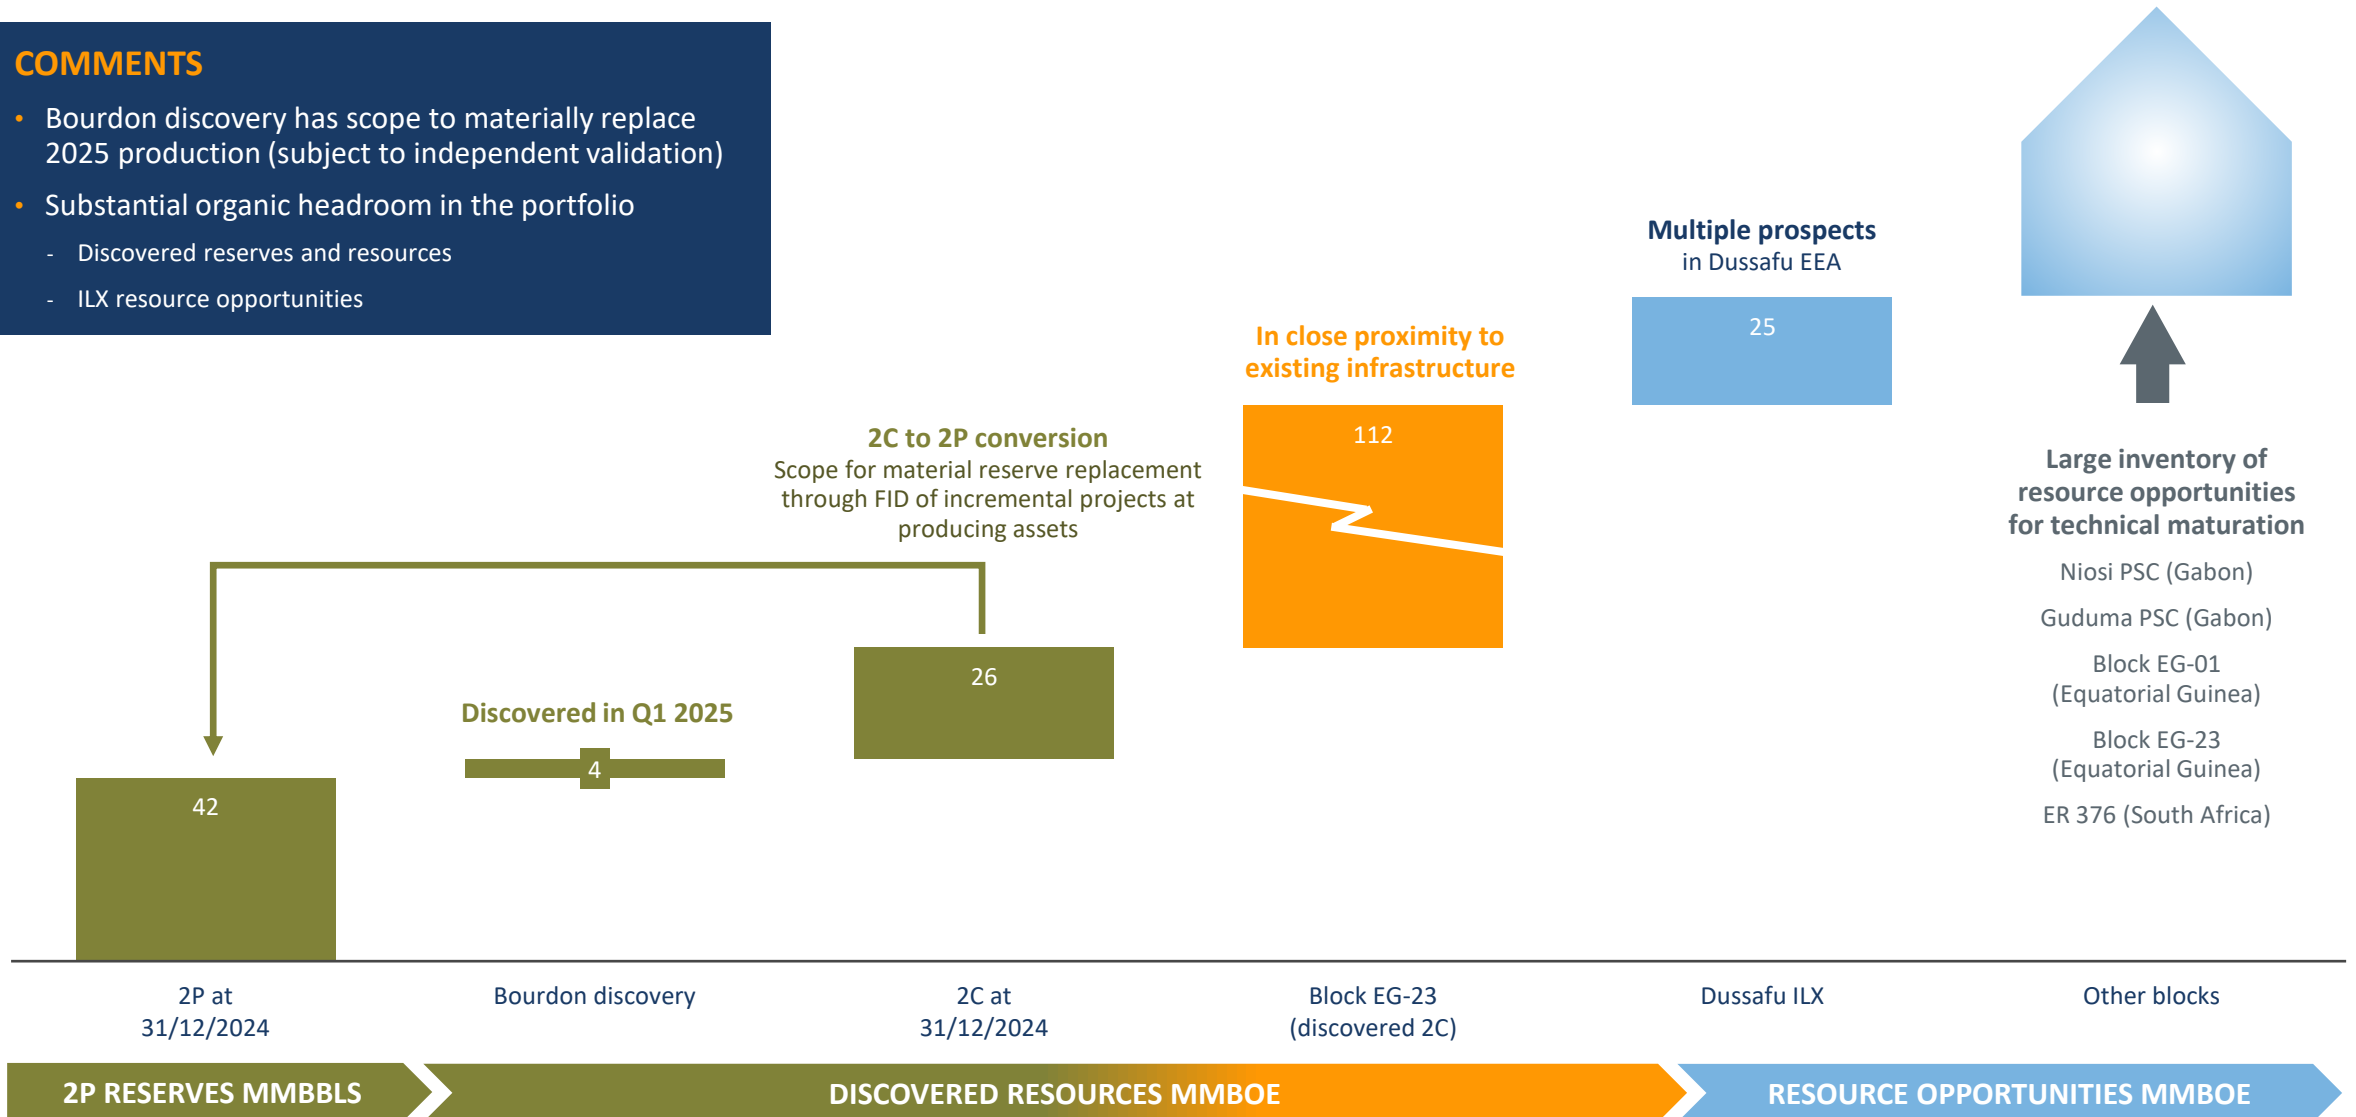 COMMENTS
• Bourdon discovery has scope to materially replace
2025 production (subject to independent validation)
• Substantial organic headroom in the portfolio
- Discovered reserves and resources
- ILX resource opportunities
42
Discovered in Q1 2025
4
2C to 2P conversion
Scope for material reserve replacement
through FID of incremental projects at
producing assets
26
In close proximity to
existing infrastructure
112
Multiple prospects
in Dussafu EEA
25
Large inventory of
resource opportunities
for technical maturation
Niosi PSC (Gabon)
Guduma PSC (Gabon)
Block EG-01
(Equatorial Guinea)
Block EG-23
(Equatorial Guinea)
ER 376 (South Africa)
2P at
31/12/2024
Bourdon discovery
2C at
31/12/2024
Block EG-23
(discovered 2C)
Dussafu ILX
Other blocks
2P RESERVES MMBBLS
DISCOVERED RESOURCES MMBOE
RESOURCE OPPORTUNITIES MMBOE